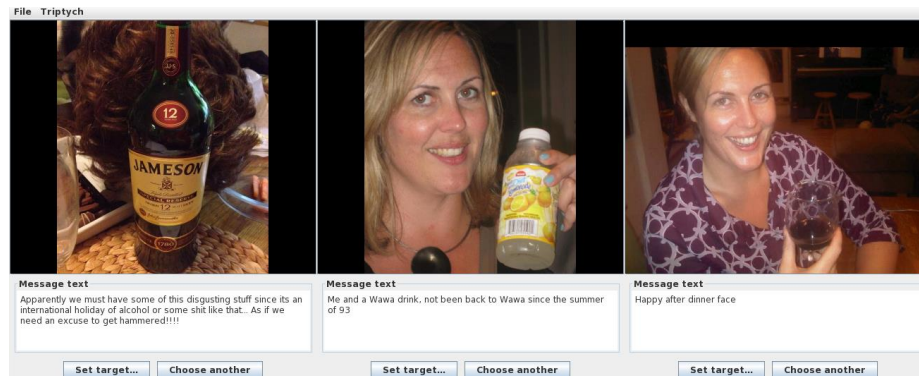 File Triptych
12
JAMESON
12
1780
Message text
Apparently we must have some of this disgusting stuff since its an
international holiday of alcohol or some shit like that... As if we
need an excuse to get hammered!!!!
Set target... Choose another
Message text
Me and a Wawa drink, not been back to Wawa since the summer
of 93
Set target... Choose another
Message text
Happy after dinner face
Set target... Choose another